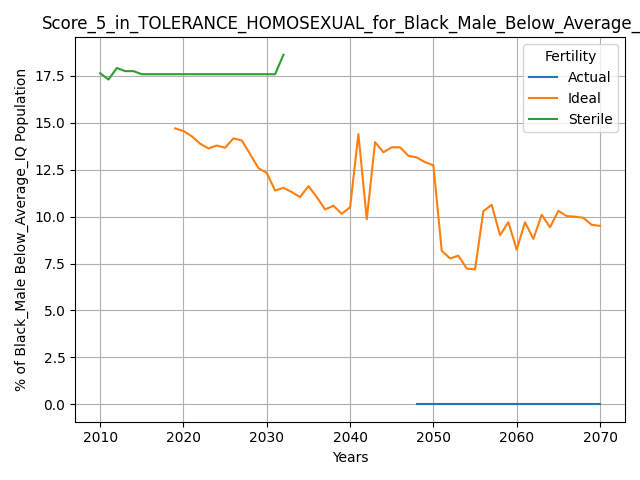 Score_5_in_TOLERANCE_HOMOSEXUAL_for_Black_Male_Below_Average_
Fertility
Actual
Ideal
Sterile
% of Black_Male Below_Average_IQ Population
17.5
15.0
12.5
10.0
7.5
5.0
2.5
0.0
2010 2020 2030 2040 2050 2060 2070
Years